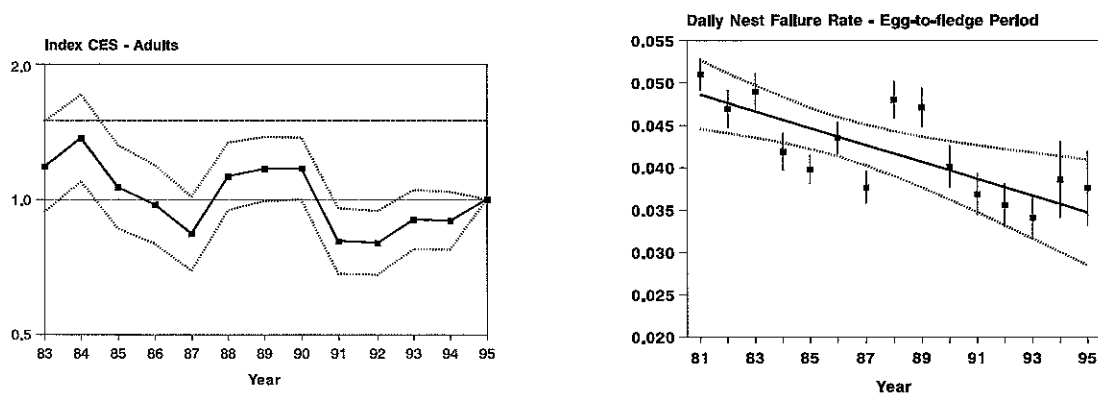 Index CES - Adults
2.0
1.0
0.5
83 84 85 86 87 88 89 90 91 92 93 94 95
Year
Daily Nest Failure Rate - Egg-to-fledge Period
0.055
0.050
0.045
0.040
0.035
0.030
0.025
0.020
81 83 85 87 89 91 93 95
Year